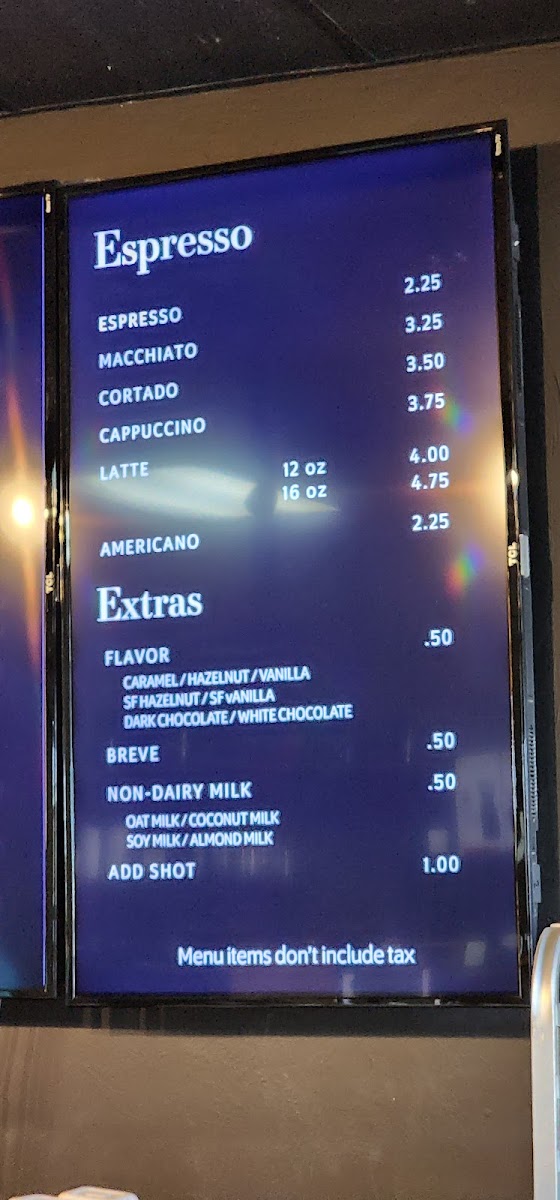 Espresso
ESPRESSO 2.25
MACCHIATO 3.25
CORTADO 3.50
CAPPUCCINO 3.75
LATTE 12 oz 4.00
16 oz 4.75
AMERICANO 2.25
Extras
FLAVOR .50
CARAMEL / HAZELNUT / VANILLA
SF HAZELNUT / SF vANILLA
DARK CHOCOLATE / WHITE CHOCOLATE
BREVE .50
NON-DAIRY MILK .50
OAT MILK / COCONUT MILK
SOY MILK / ALMOND MILK
ADD SHOT 1.00
Menu items don't include tax
TCL
TCL